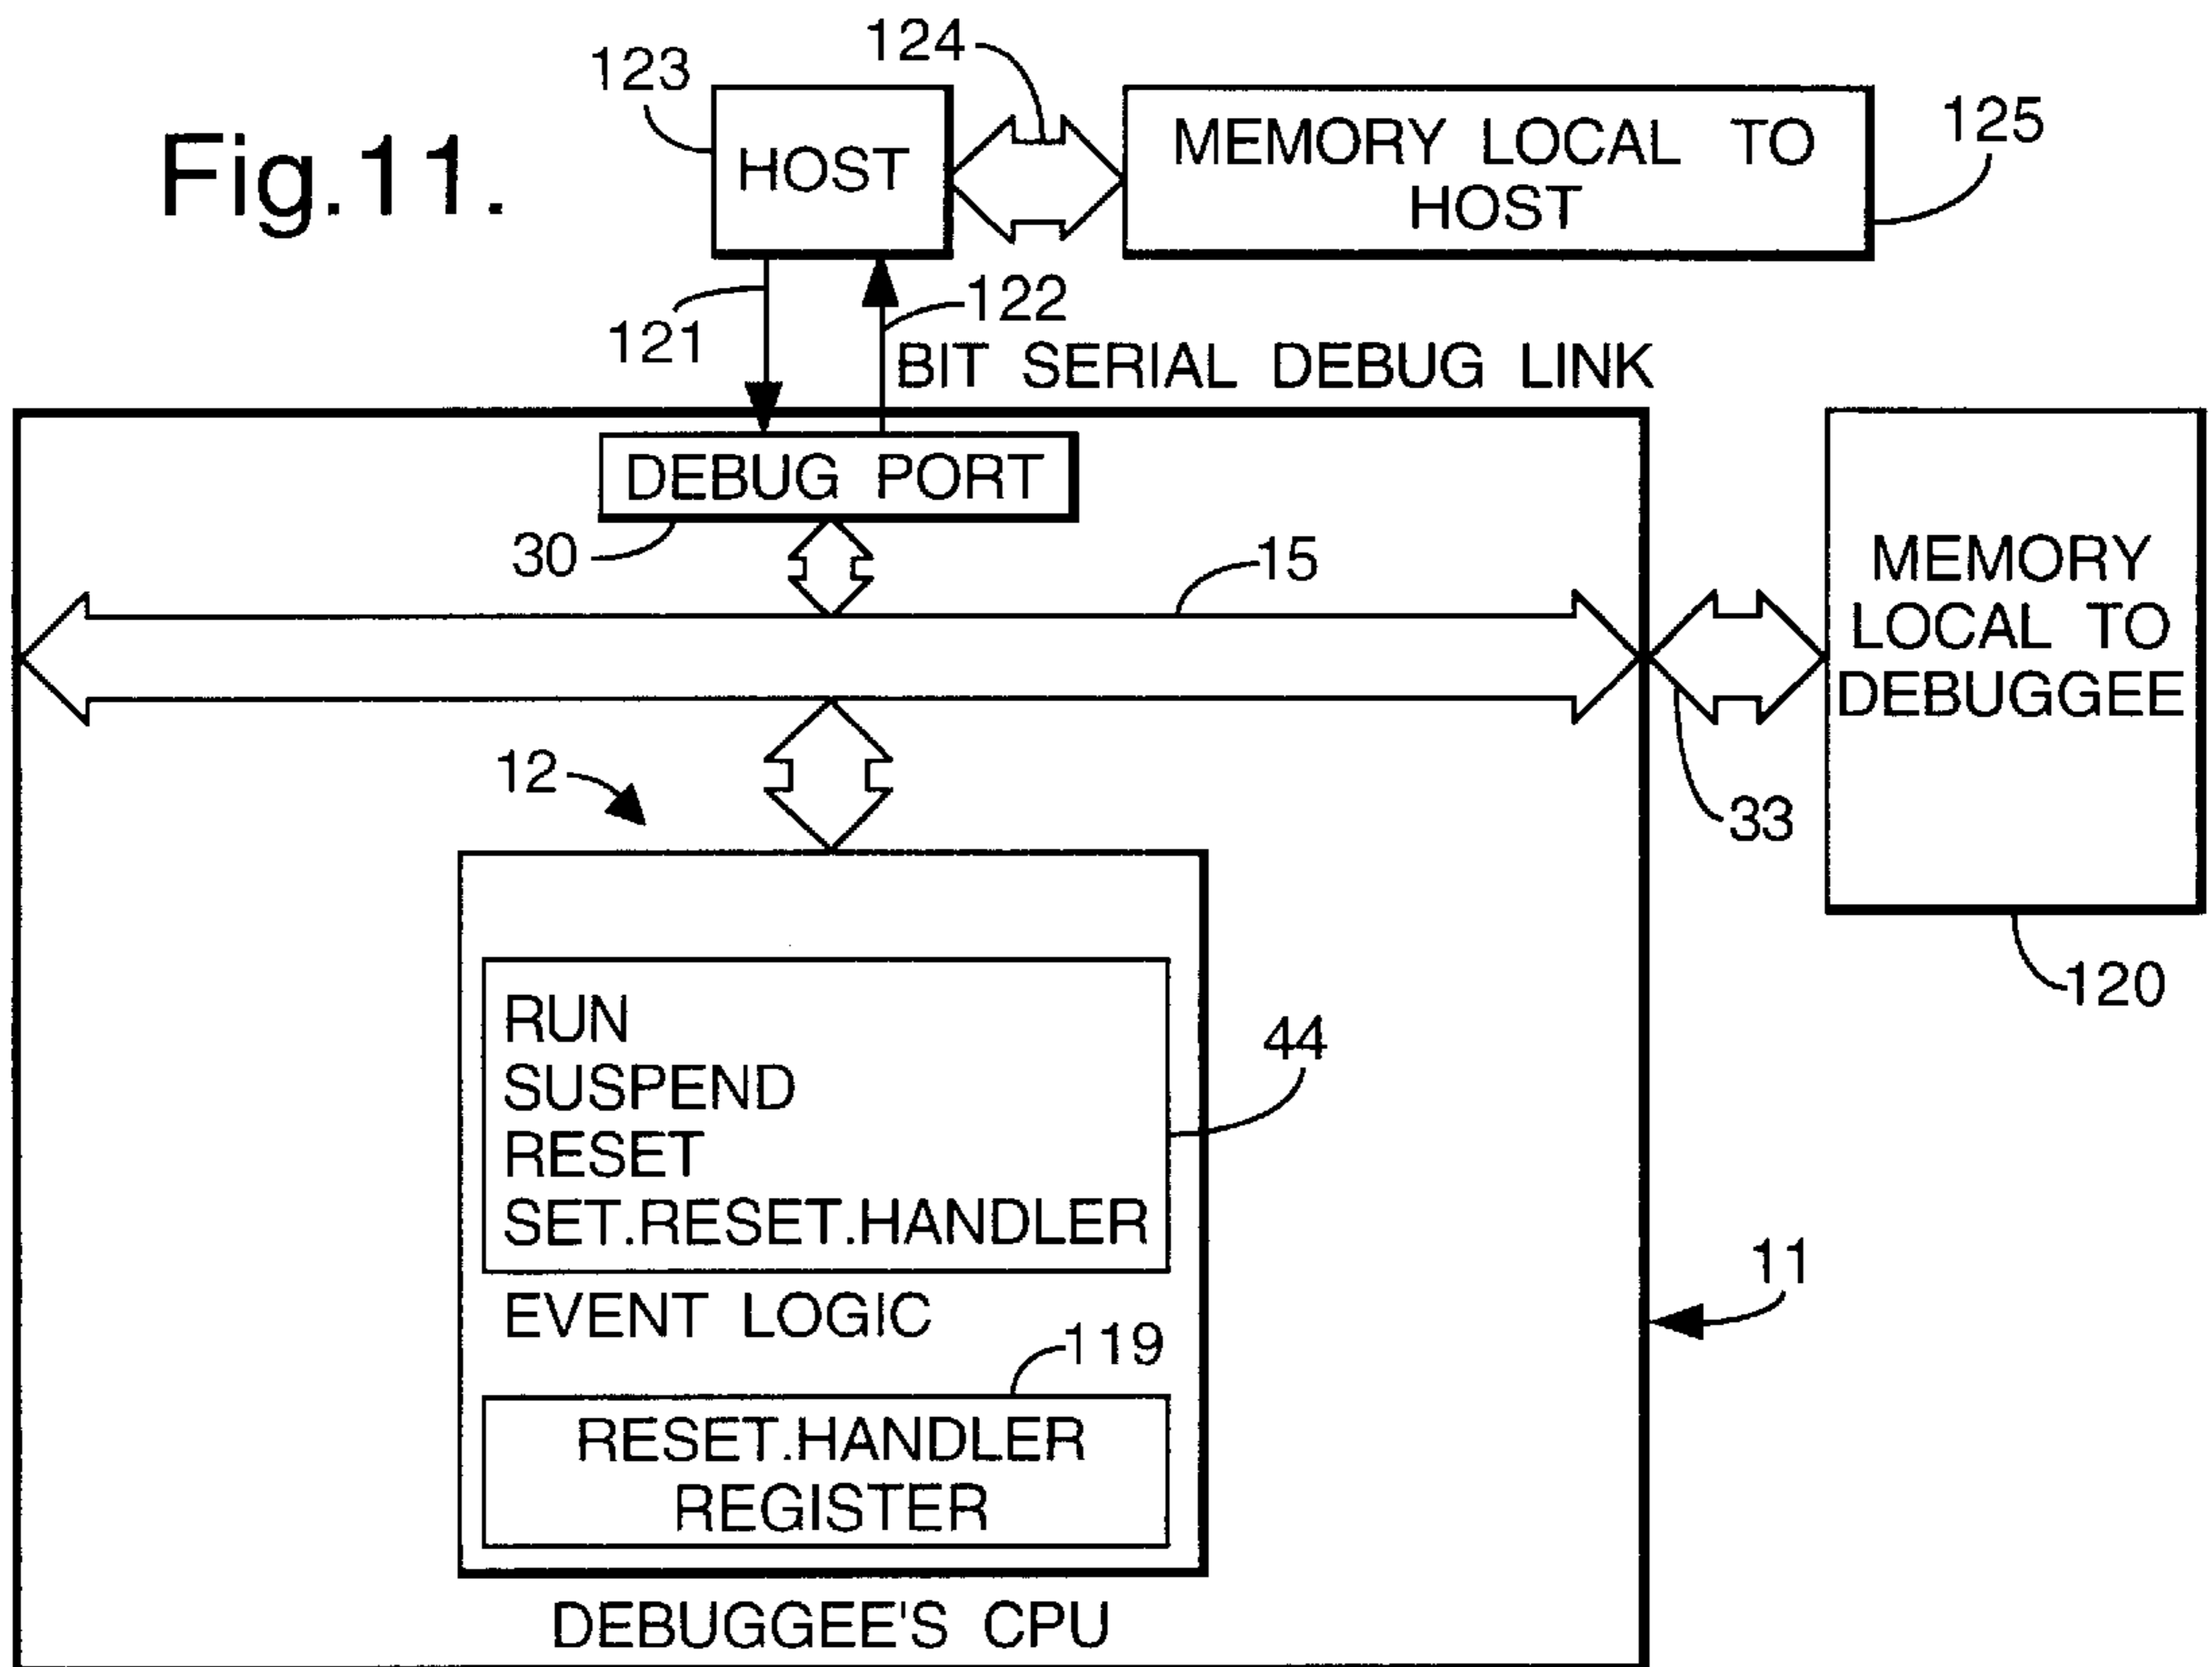 Fig.11.
123
124
125
HOST
MEMORY LOCAL TO
HOST
121
122
BIT SERIAL DEBUG LINK
DEBUG PORT
30
15
MEMORY
LOCAL TO
DEBUGGEE
33
120
12
RUN
SUSPEND
RESET
SET.RESET.HANDLER
44
EVENT LOGIC
11
119
RESET.HANDLER
REGISTER
DEBUGGEE'S CPU